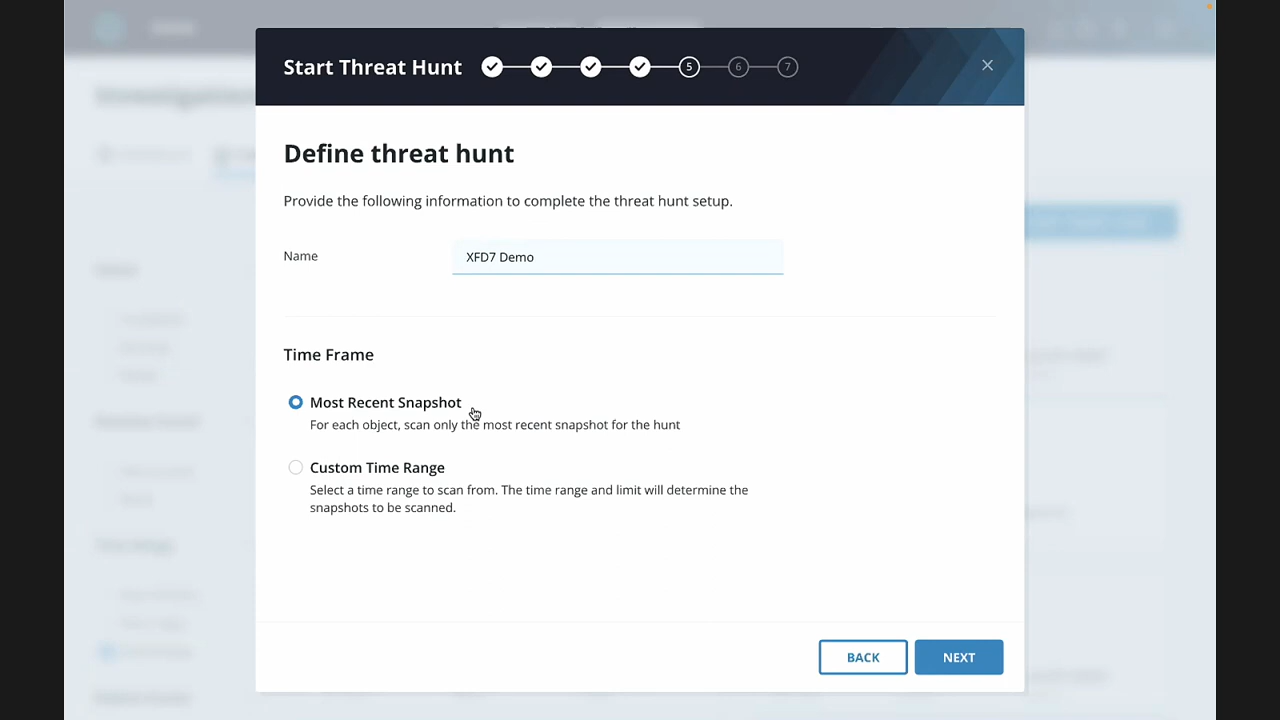 Start Threat Hunt 5 6 7
Define threat hunt
Provide the following information to complete the threat hunt setup.
Name XFD7 Demo
Time Frame
Most Recent Snapshot
For each object, scan only the most recent snapshot for the hunt
Custom Time Range
Select a time range to scan from. The time range and limit will determine the
snapshots to be scanned.
BACK NEXT